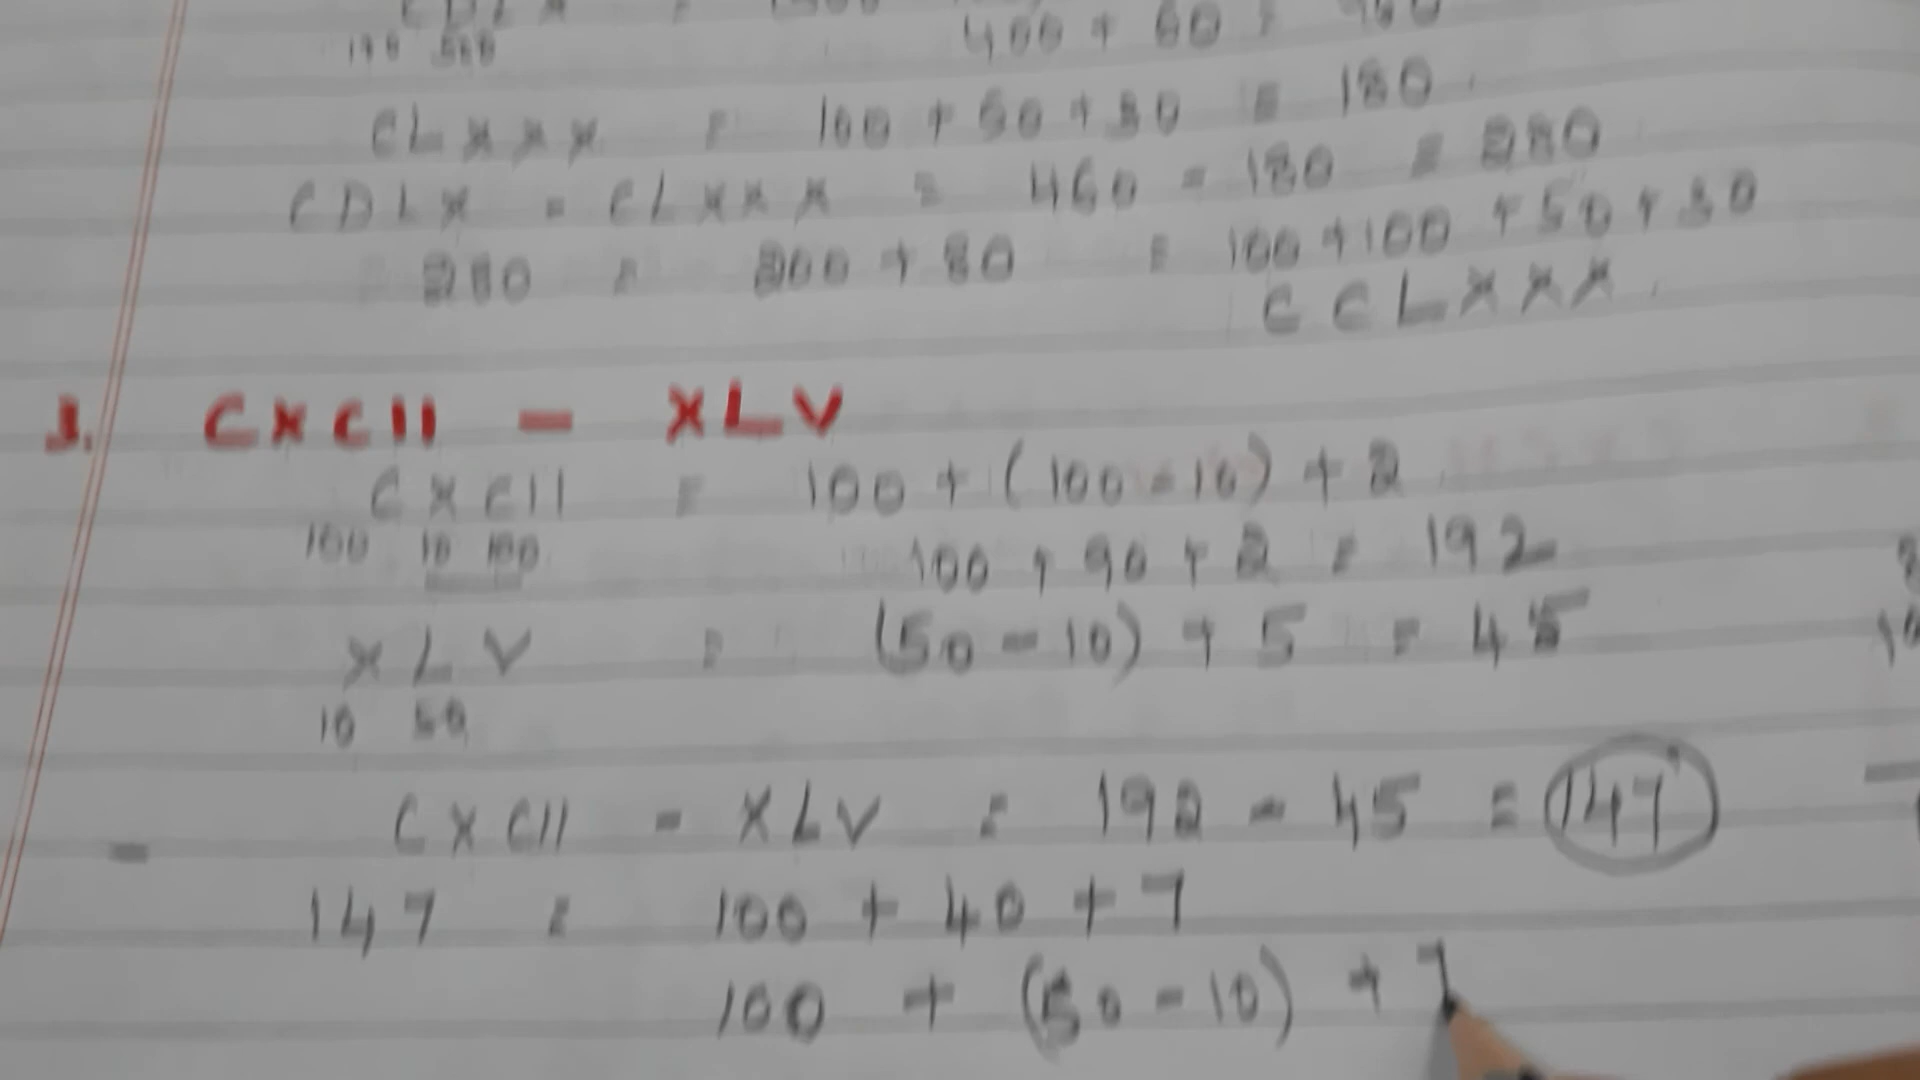 400 + 60 =
CLXXX = 100 + 50 + 30 = 180.
CDLX - CLXXX = 460 - 180 = 280
280 = 200 + 80 = 100 + 100 + 50 + 30
CCLXXX.
3. CXCII - XLV
CXCII = 100 + (100 - 10) + 2
100 10 100 100 + 90 + 2 = 192
XLV = (50 - 10) + 5 = 45
10 50
- CXCII - XLV = 192 - 45 = 147
147 = 100 + 40 + 7
100 + (50 - 10) + 7